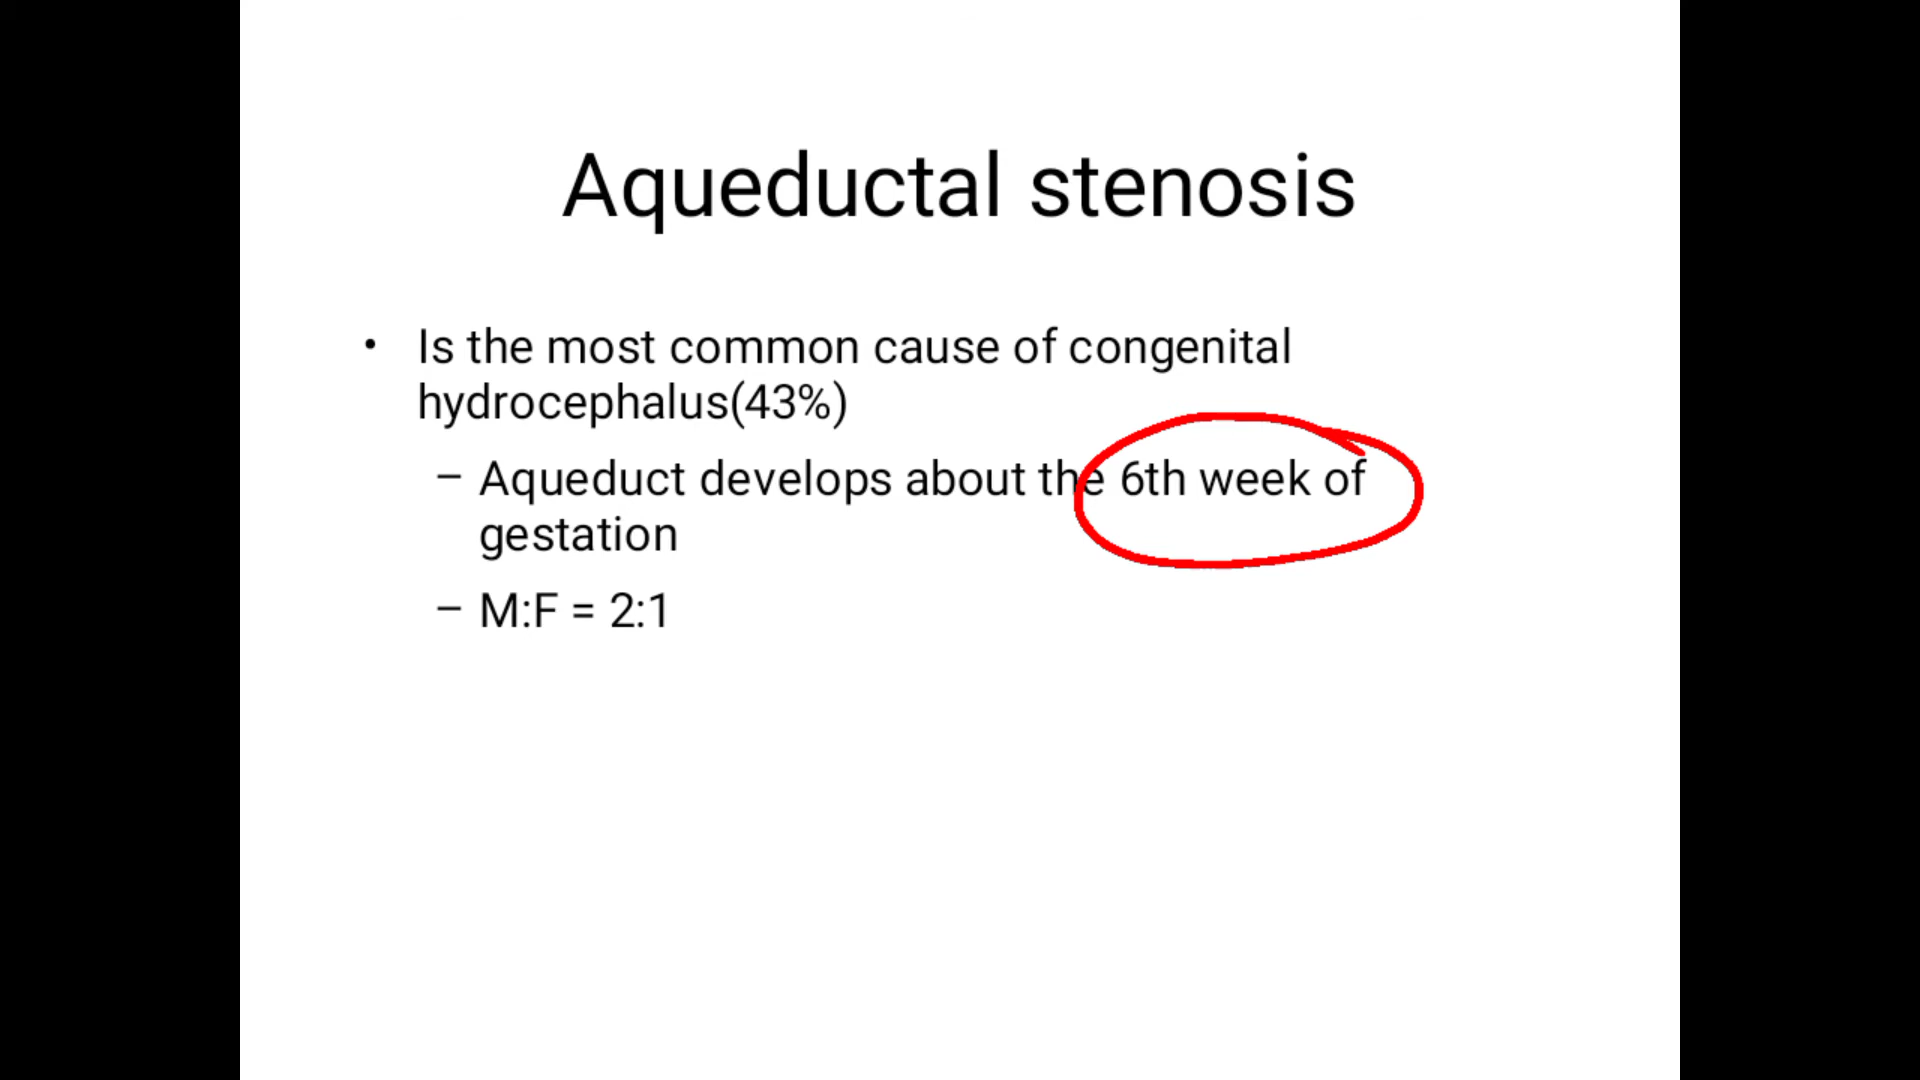 Aqueductal stenosis
• Is the most common cause of congenital
hydrocephalus(43%)
– Aqueduct develops about the 6th week of
gestation
– M:F = 2:1